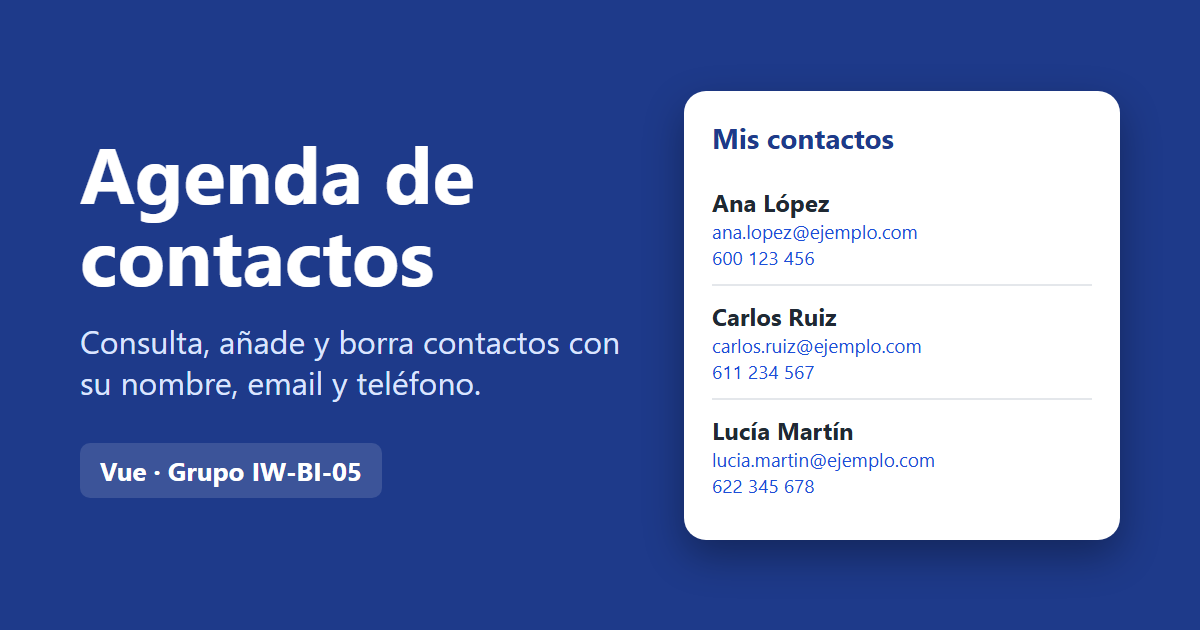 Agenda de
contactos
Consulta, añade y borra contactos con
su nombre, email y teléfono.
Vue · Grupo IW-BI-05
Mis contactos
Ana López
ana.lopez@ejemplo.com
600 123 456
Carlos Ruiz
carlos.ruiz@ejemplo.com
611 234 567
Lucía Martín
lucia.martin@ejemplo.com
622 345 678